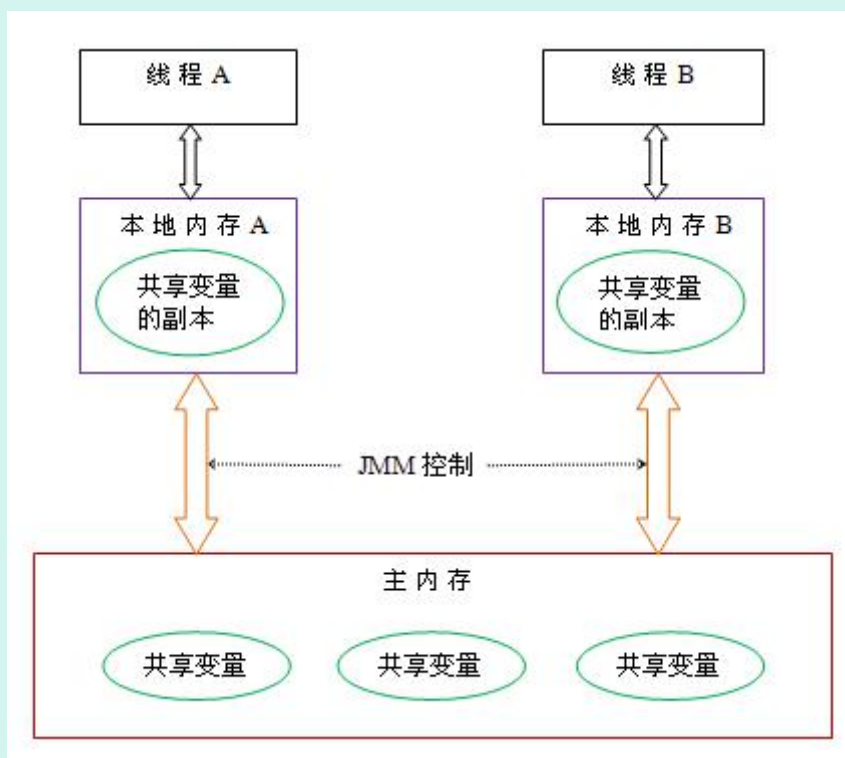 线程 A
线程 B
本地内存 A
本地内存 B
共享变量
的副本
共享变量
的副本
JMM 控制
主内存
共享变量
共享变量
共享变量